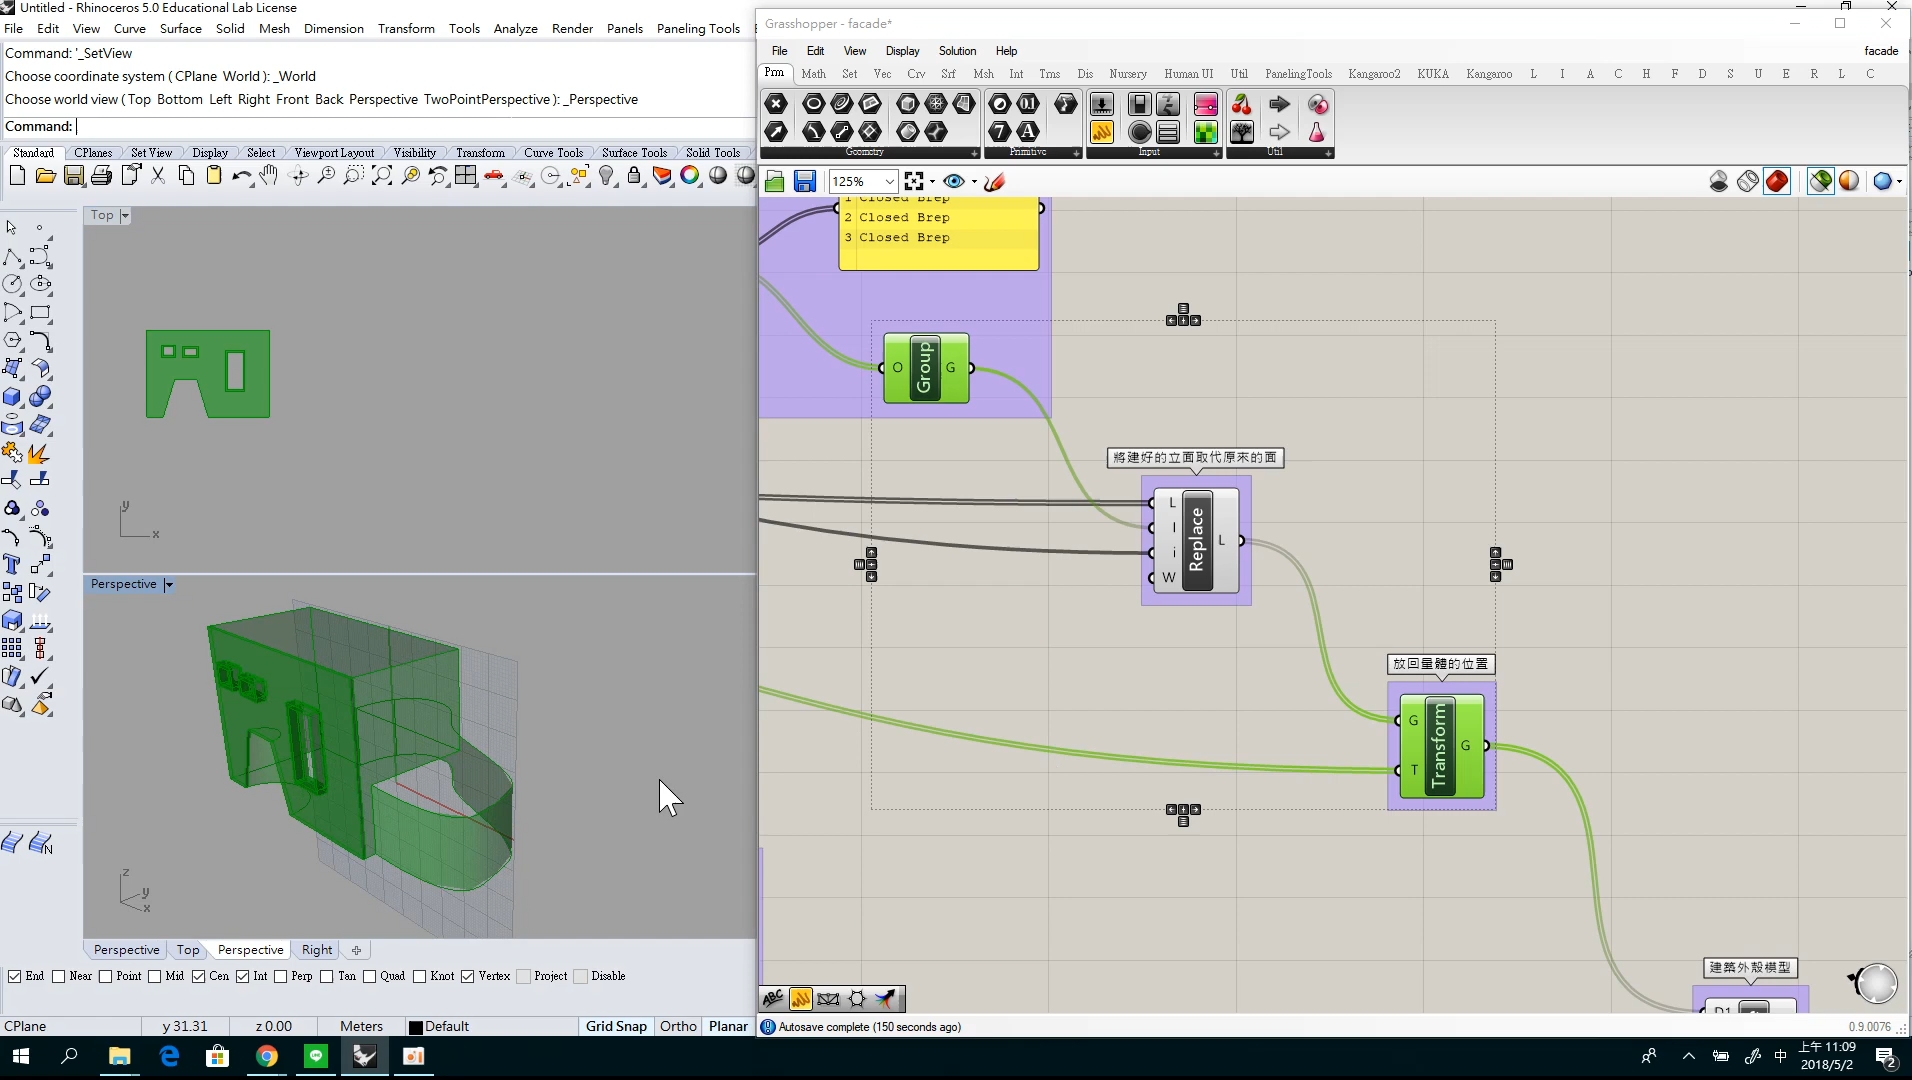 Untitled - Rhinoceros 5.0 Educational Lab License
File Edit View Curve Surface Solid Mesh Dimension Transform Tools Analyze Render Panels Paneling Tools
Command: '_SetView
Choose coordinate system ( CPlane World ): _World
Choose world view ( Top Bottom Left Right Front Back Perspective TwoPointPerspective ): _Perspective
Command:
Standard CPlanes Set View Display Select Viewport Layout Visibility Transform Curve Tools Surface Tools Solid Tools
Top
y
x
Perspective
z
y
x
Perspective Top Perspective Right
End Near Point Mid Cen Int Perp Tan Quad Knot Vertex Project Disable
CPlane y 31.31 z 0.00 Meters Default Grid Snap Ortho Planar
Grasshopper - facade*
File Edit View Display Solution Help facade
Prm Math Set Vec Crv Srf Msh Int Trns Dis Nursery Human UI Util PanelingTools Kangaroo2 KUKA Kangaroo L I A C H F D S U E R L C
Geometry Primitive Input Util
125%
1 Closed Brep
2 Closed Brep
3 Closed Brep
O Group G
將建好的立面取代原來的面
L
I
i
W
Replace
L
放回量體的位置
G
T
Transform
G
建築外殼模型
D1
ABC
Autosave complete (150 seconds ago)
0.9.0076
中
上午 11:09
2018/5/2
2